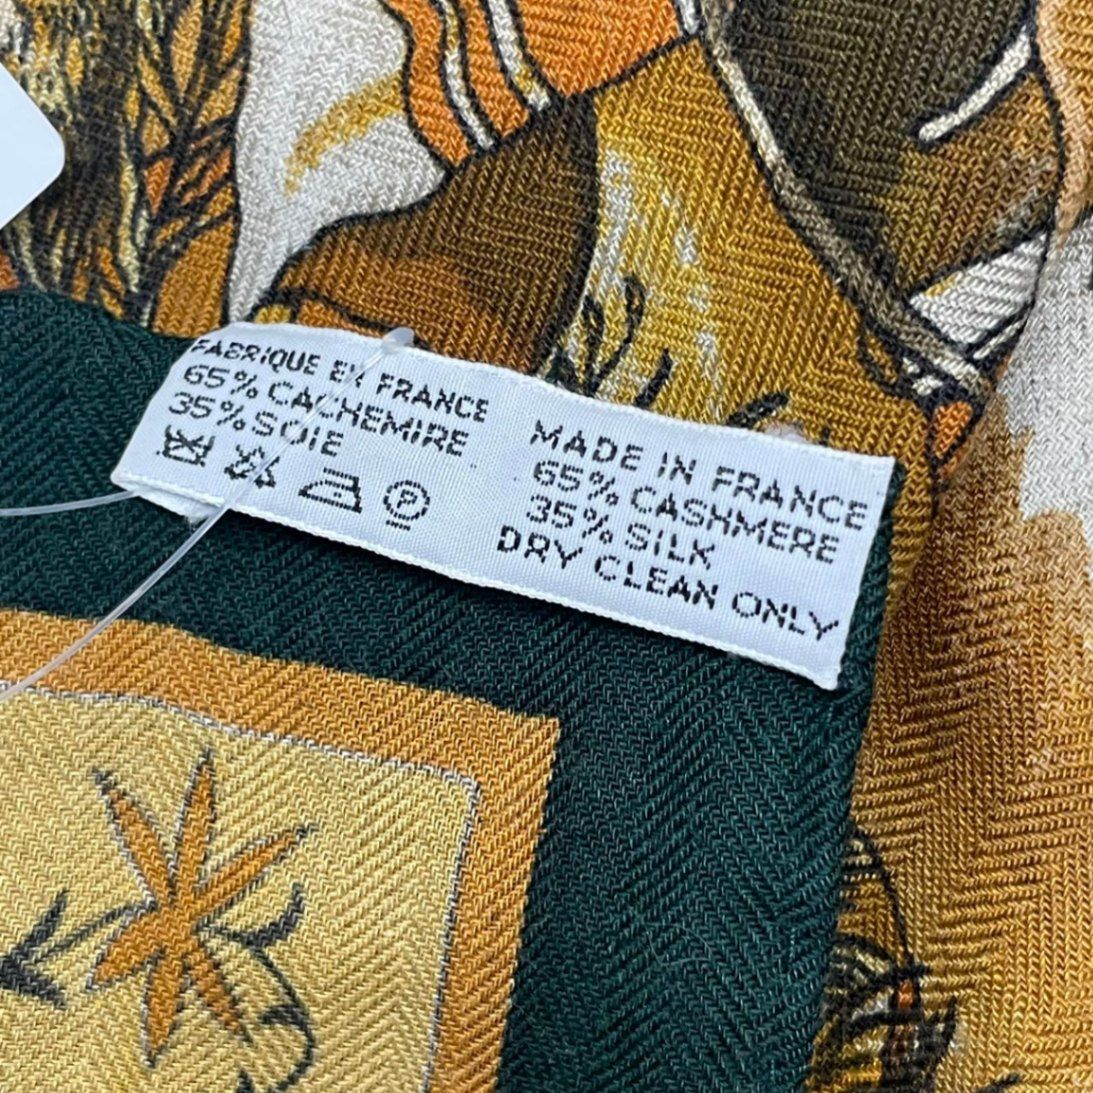 FABRIQUE EN FRANCE
65% CACHEMIRE
35% SOIE
P
MADE IN FRANCE
65% CASHMERE
35% SILK
DRY CLEAN ONLY